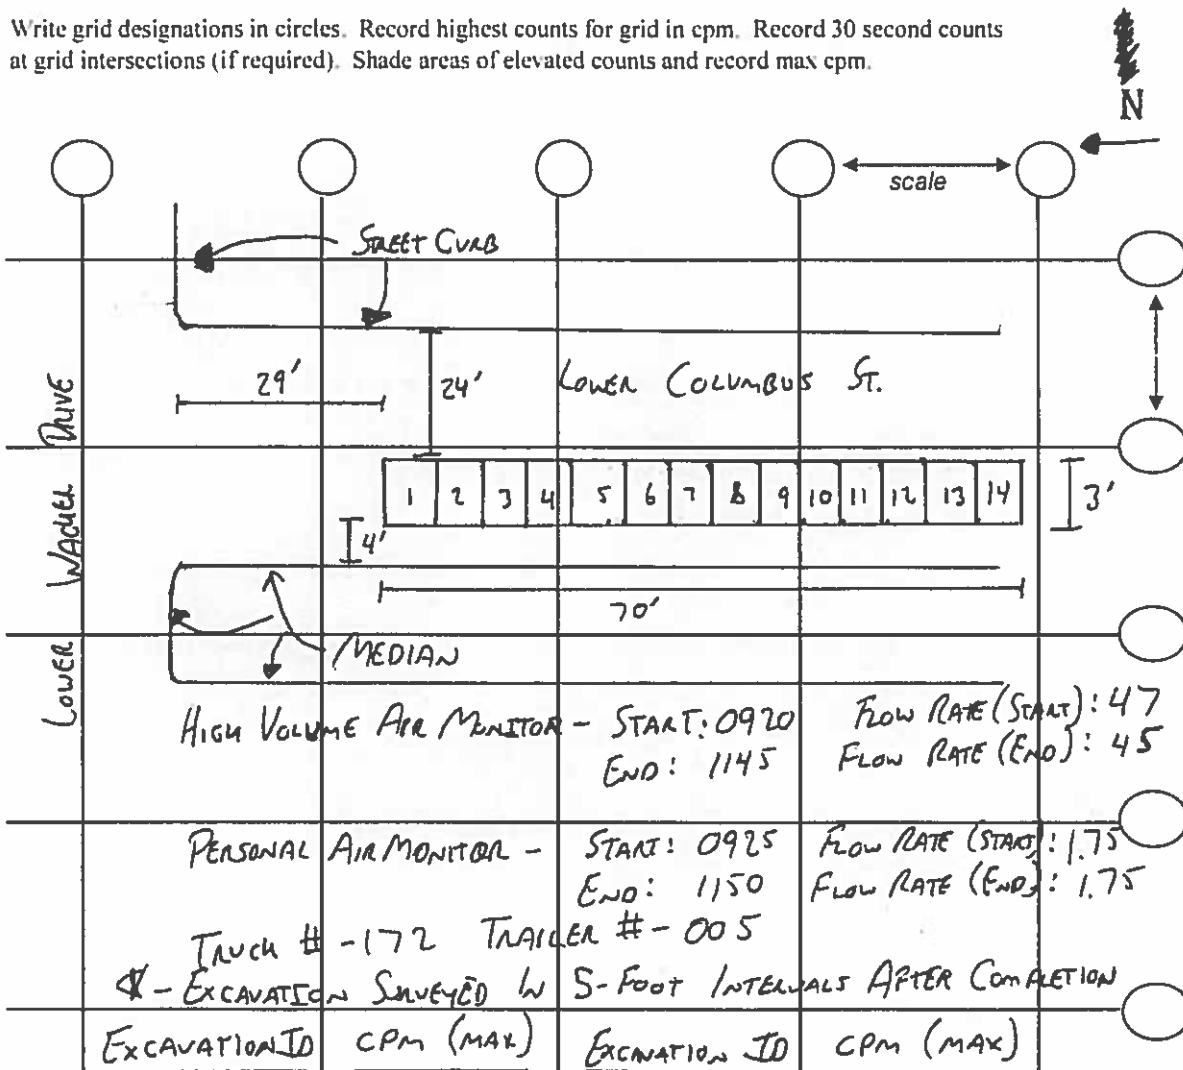 Write grid designations in circles. Record highest counts for grid in cpm. Record 30 second counts
at grid intersections (if required). Shade areas of elevated counts and record max cpm.
N
scale
STREET CURB
29'
24'
LOWER COLUMBUS ST.
LOWER WACKER DRIVE
1 2 3 4 5 6 7 8 9 10 11 12 13 14
3'
4'
70'
MEDIAN
HIGH VOLUME AIR MONITOR - START: 0920 FLOW RATE (START): 47
END: 1145 FLOW RATE (END): 45
PERSONAL AIR MONITOR - START: 0925 FLOW RATE (START): 1.75
END: 1150 FLOW RATE (END): 1.75
TRUCK # -172 TRAILER # - 005
- EXCAVATION SURVEYED IN 5-FOOT INTERVALS AFTER COMPLETION
EXCAVATION ID CPM (MAX) EXCAVATION ID CPM (MAX)